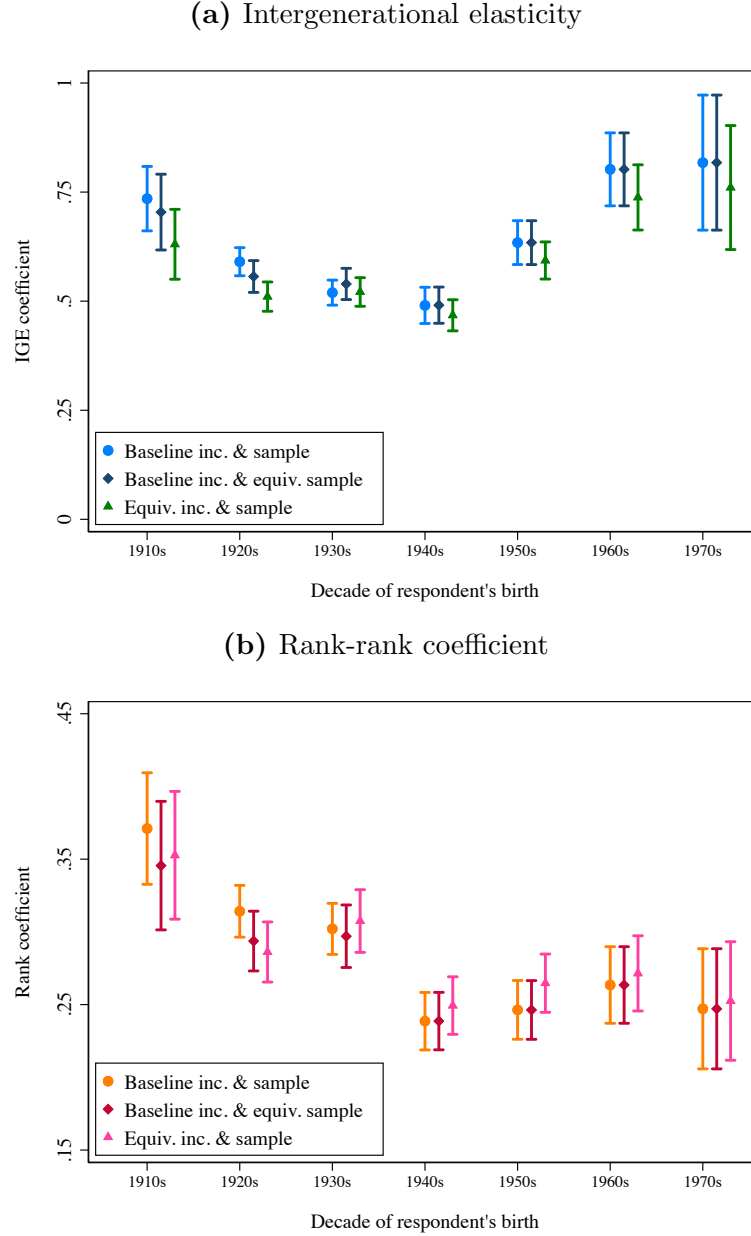 (a) Intergenerational elasticity
1
.75
.5
.25
0
IGE coefficient
Baseline inc. & sample
Baseline inc. & equiv. sample
Equiv. inc. & sample
1910s 1920s 1930s 1940s 1950s 1960s 1970s
Decade of respondent's birth
(b) Rank-rank coefficient
.45
.35
.25
.15
Rank coefficient
Baseline inc. & sample
Baseline inc. & equiv. sample
Equiv. inc. & sample
1910s 1920s 1930s 1940s 1950s 1960s 1970s
Decade of respondent's birth